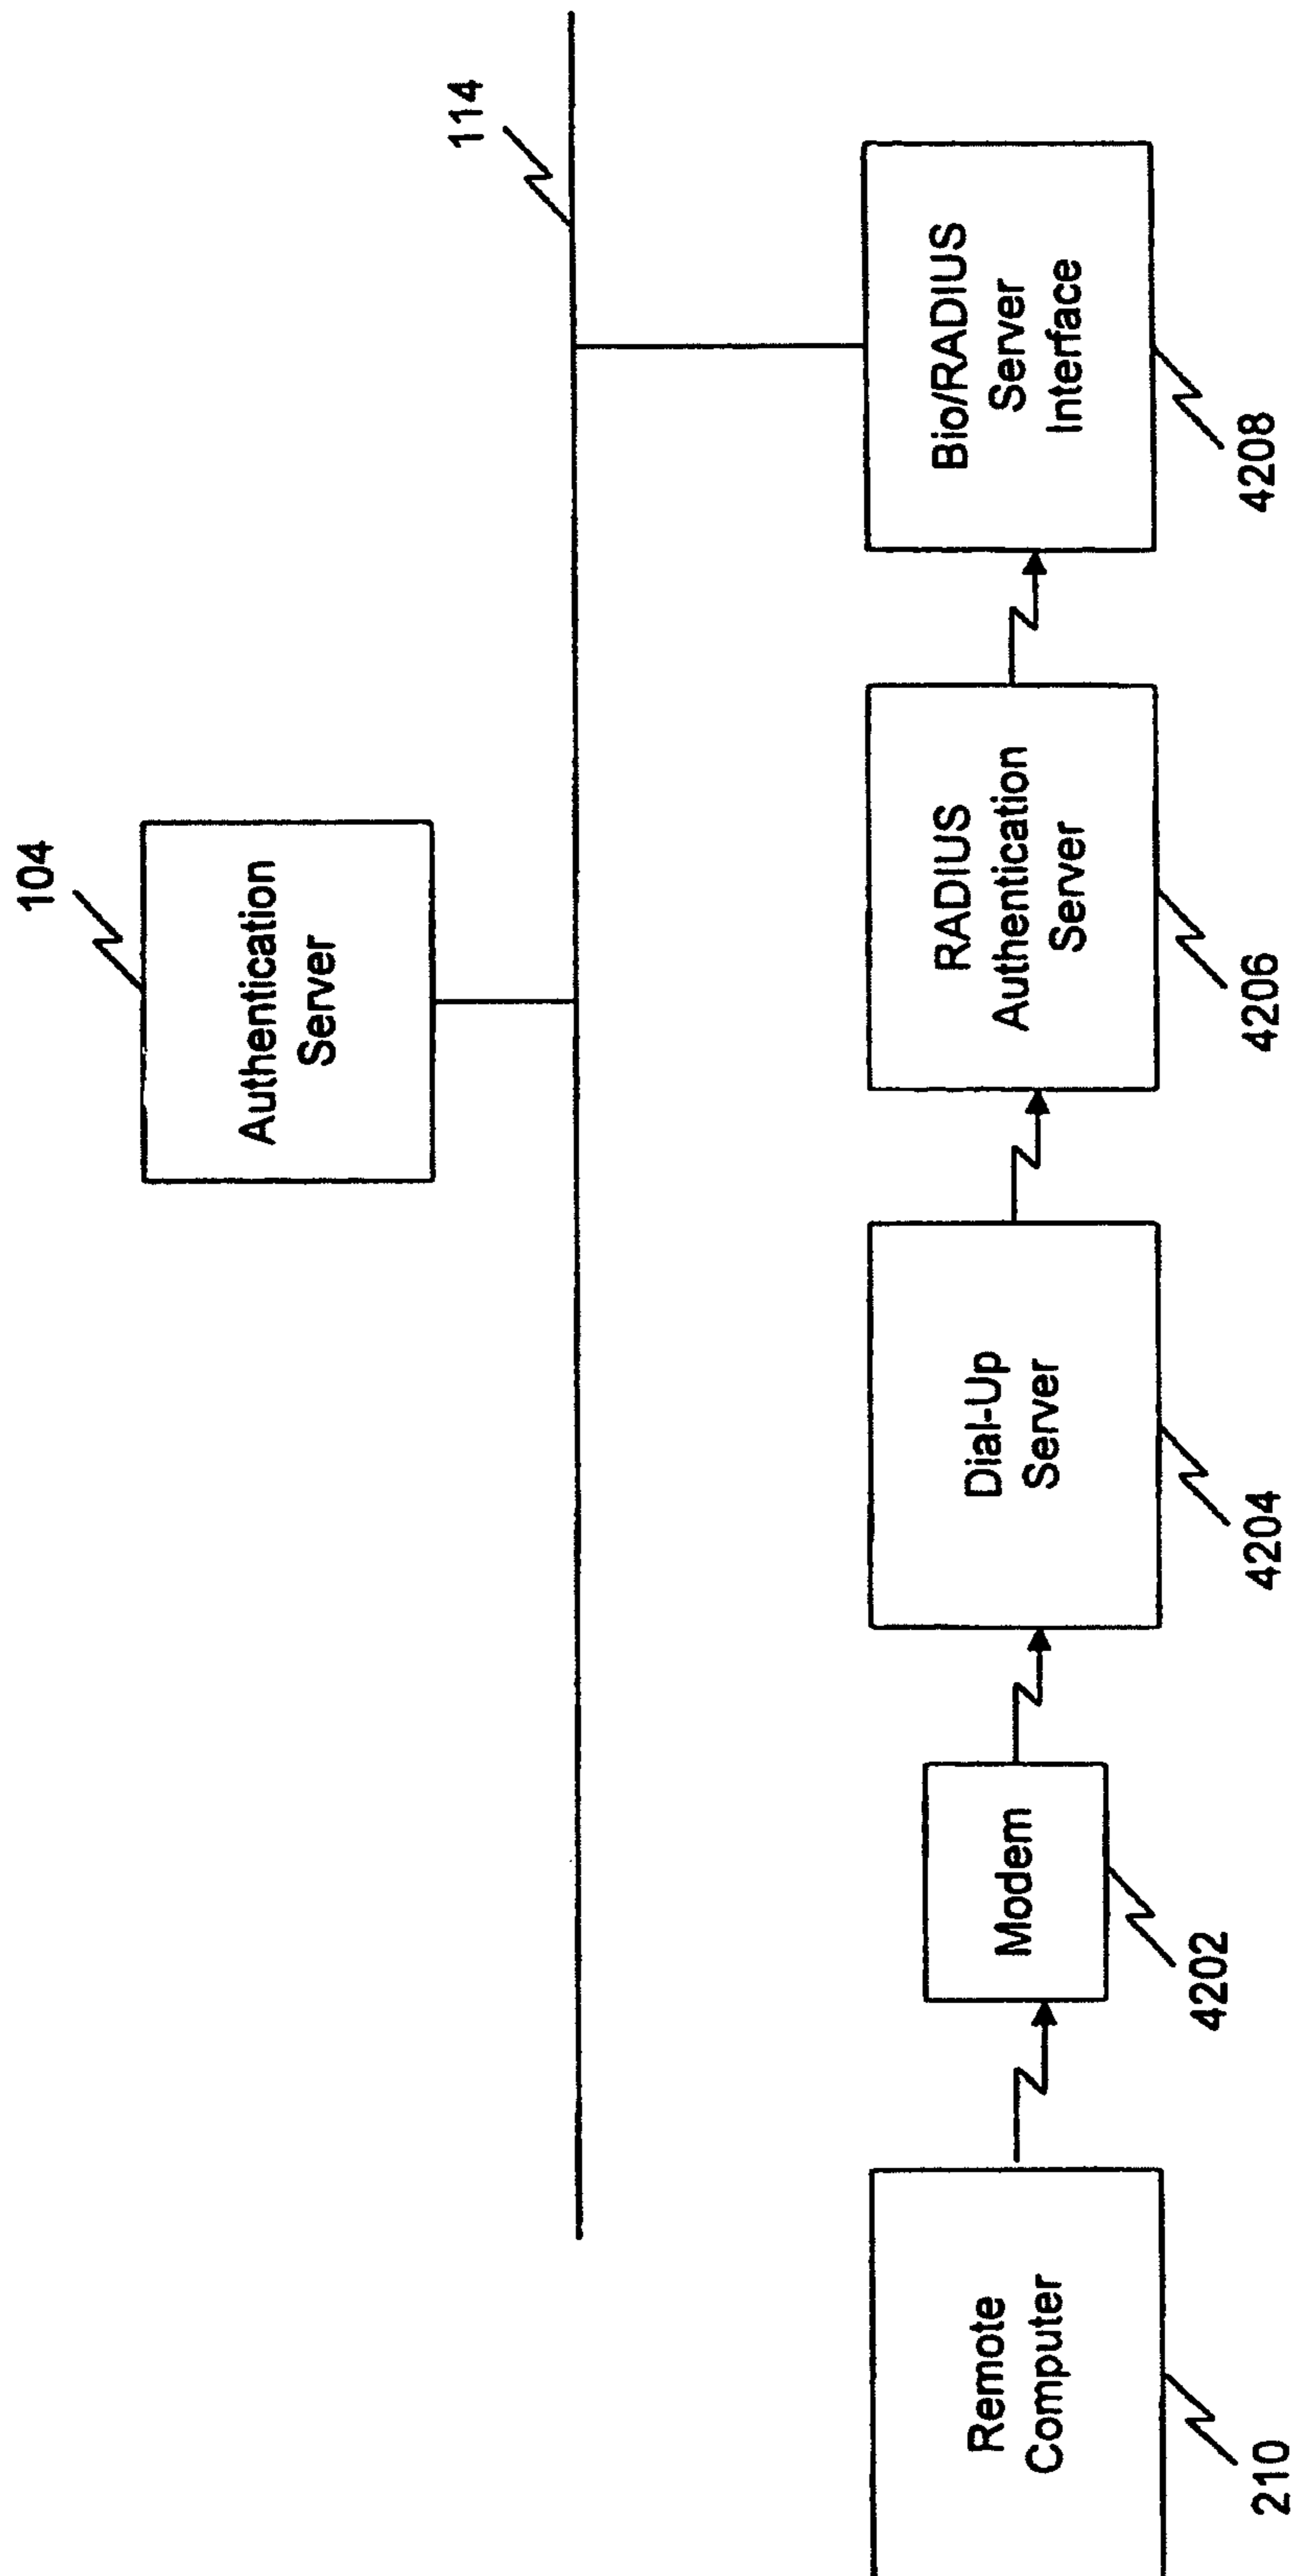 104
Authentication
Server
114
Remote
Computer
210
Modem
4202
Dial-Up
Server
4204
RADIUS
Authentication
Server
4206
Bio/RADIUS
Server
Interface
4208